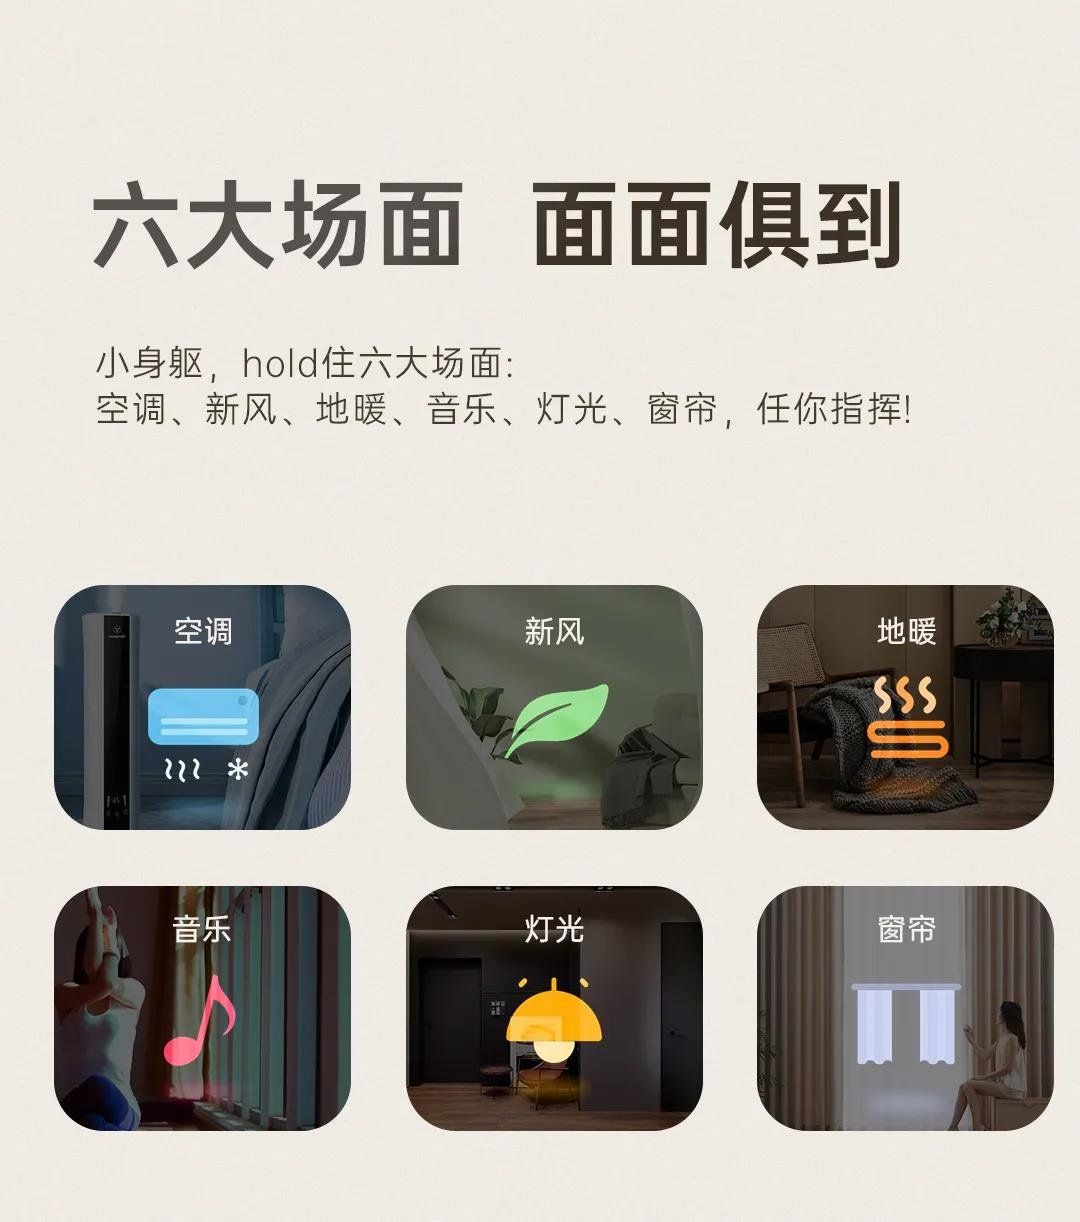 六大场面 面面俱到
小身躯，hold住六大场面:
空调、新风、地暖、音乐、灯光、窗帘，任你指挥!
空调
新风
地暖
音乐
灯光
窗帘